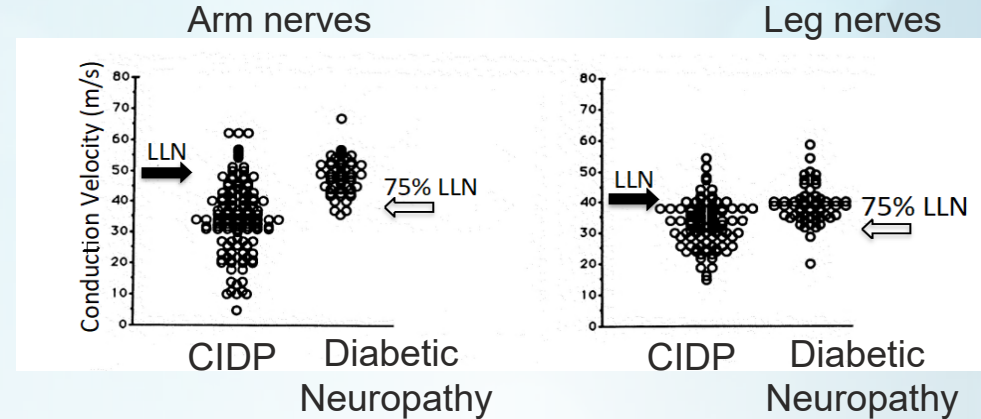 Arm nerves
Leg nerves
Conduction Velocity (m/s)
80
70
60
50
40
30
20
10
0
LLN
75% LLN
CIDP
Diabetic
Neuropathy
80
70
60
50
40
30
20
10
0
LLN
75% LLN
CIDP
Diabetic
Neuropathy